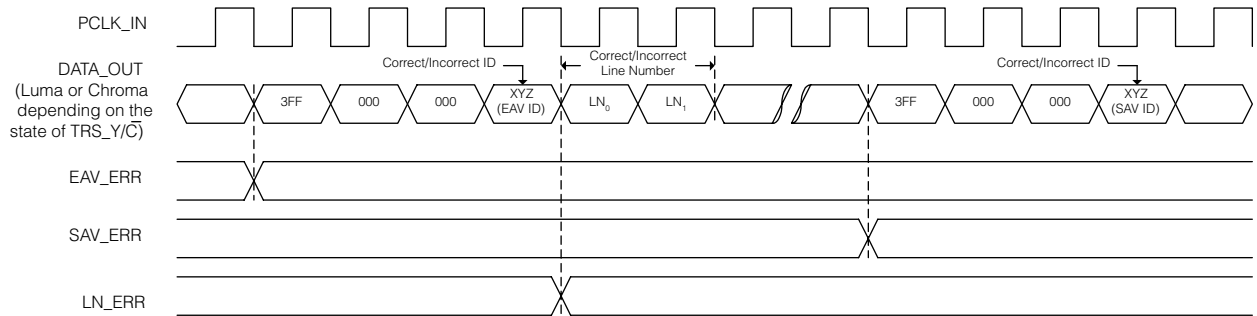 PCLK_IN
Correct/Incorrect ID
Correct/Incorrect
Line Number
Correct/Incorrect ID
DATA_OUT
(Luma or Chroma
depending on the
state of TRS_Y/C̅)
3FF
000
000
XYZ
(EAV ID)
LN₀
LN₁
3FF
000
000
XYZ
(SAV ID)
EAV_ERR
SAV_ERR
LN_ERR